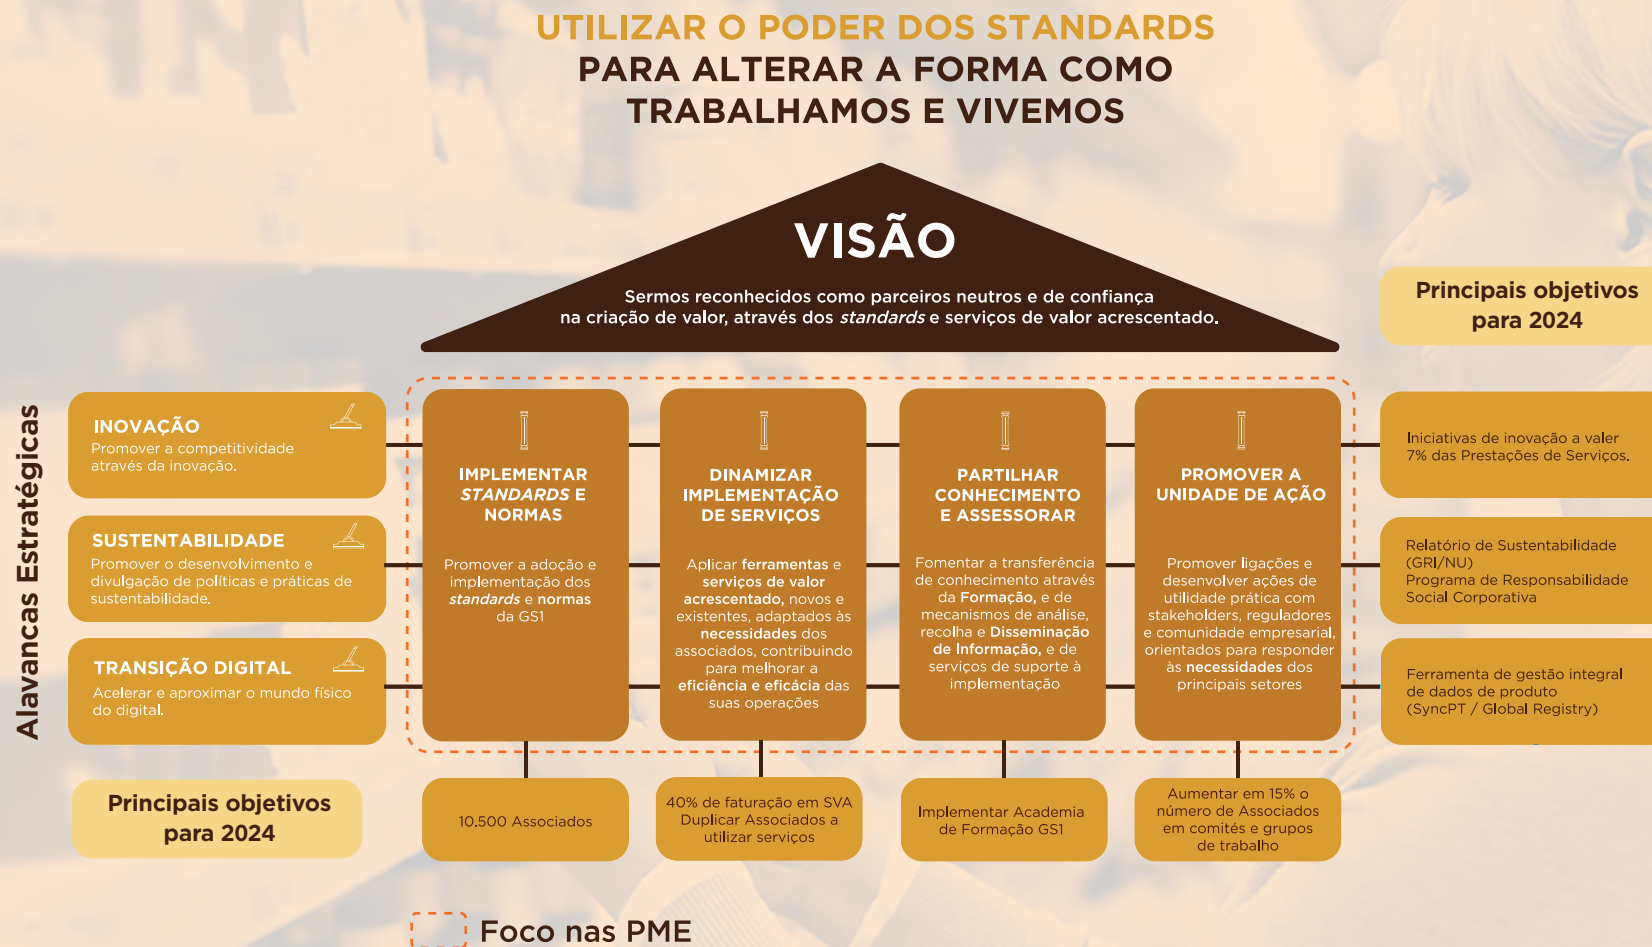 UTILIZAR O PODER DOS STANDARDS
PARA ALTERAR A FORMA COMO
TRABALHAMOS E VIVEMOS
VISÃO
Sermos reconhecidos como parceiros neutros e de confiança
na criação de valor, através dos standards e serviços de valor acrescentado.
Principais objetivos
para 2024
Alavancas Estratégicas
INOVAÇÃO
Promover a competitividade
através da inovação.
SUSTENTABILIDADE
Promover o desenvolvimento e
divulgação de políticas e práticas de
sustentabilidade.
TRANSIÇÃO DIGITAL
Acelerar e aproximar o mundo físico
do digital.
IMPLEMENTAR
STANDARDS E
NORMAS
Promover a adoção e
implementação dos
standards e normas
da GS1
DINAMIZAR
IMPLEMENTAÇÃO
DE SERVIÇOS
Aplicar ferramentas e
serviços de valor
acrescentado, novos e
existentes, adaptados às
necessidades dos
associados, contribuindo
para melhorar a
eficiência e eficácia das
suas operações
PARTILHAR
CONHECIMENTO
E ASSESSORAR
Fomentar a transferência
de conhecimento através
da Formação, e de
mecanismos de análise,
recolha e Disseminação
de Informação, e de
serviços de suporte à
implementação
PROMOVER A
UNIDADE DE AÇÃO
Promover ligações e
desenvolver ações de
utilidade prática com
stakeholders, reguladores
e comunidade empresarial,
orientados para responder
às necessidades dos
principais setores
Iniciativas de inovação a valer
7% das Prestações de Serviços.
Relatório de Sustentabilidade
(GRI/NU)
Programa de Responsabilidade
Social Corporativa
Ferramenta de gestão integral
de dados de produto
(SyncPT / Global Registry)
Principais objetivos
para 2024
10.500 Associados
40% de faturação em SVA
Duplicar Associados a
utilizar serviços
Implementar Academia
de Formação GS1
Aumentar em 15% o
número de Associados
em comités e grupos
de trabalho
Foco nas PME